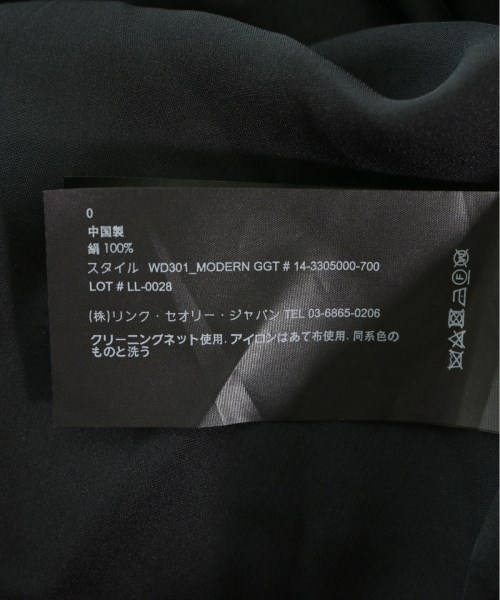 0
中国製
絹 100%
スタイル WD301_MODERN GGT # 14-3305000-700
LOT # LL-0028
(株)リンク・セオリー・ジャパン TEL 03-6865-0206
クリーニングネット使用. アイロンはあて布使用. 同系色の
ものと洗う